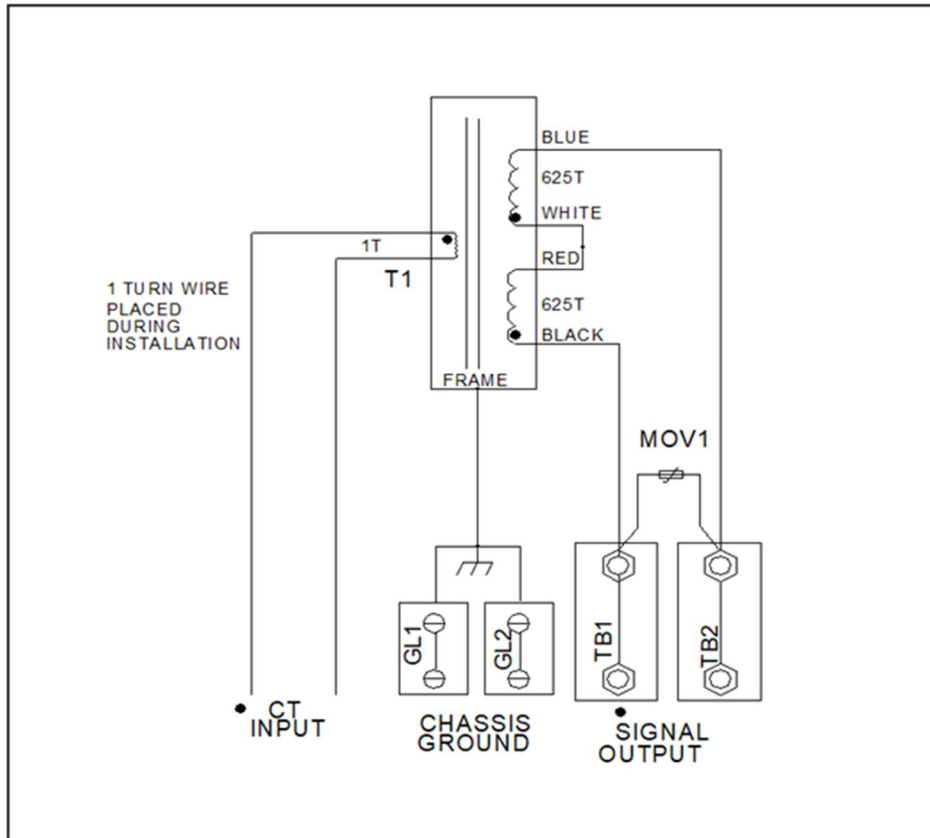 BLUE
625T
WHITE
1T
RED
T1
625T
1 TURN WIRE
PLACED
DURING
INSTALLATION
BLACK
FRAME
MOV1
GL1
GL2
TB1
TB2
CT
INPUT
CHASSIS
GROUND
SIGNAL
OUTPUT